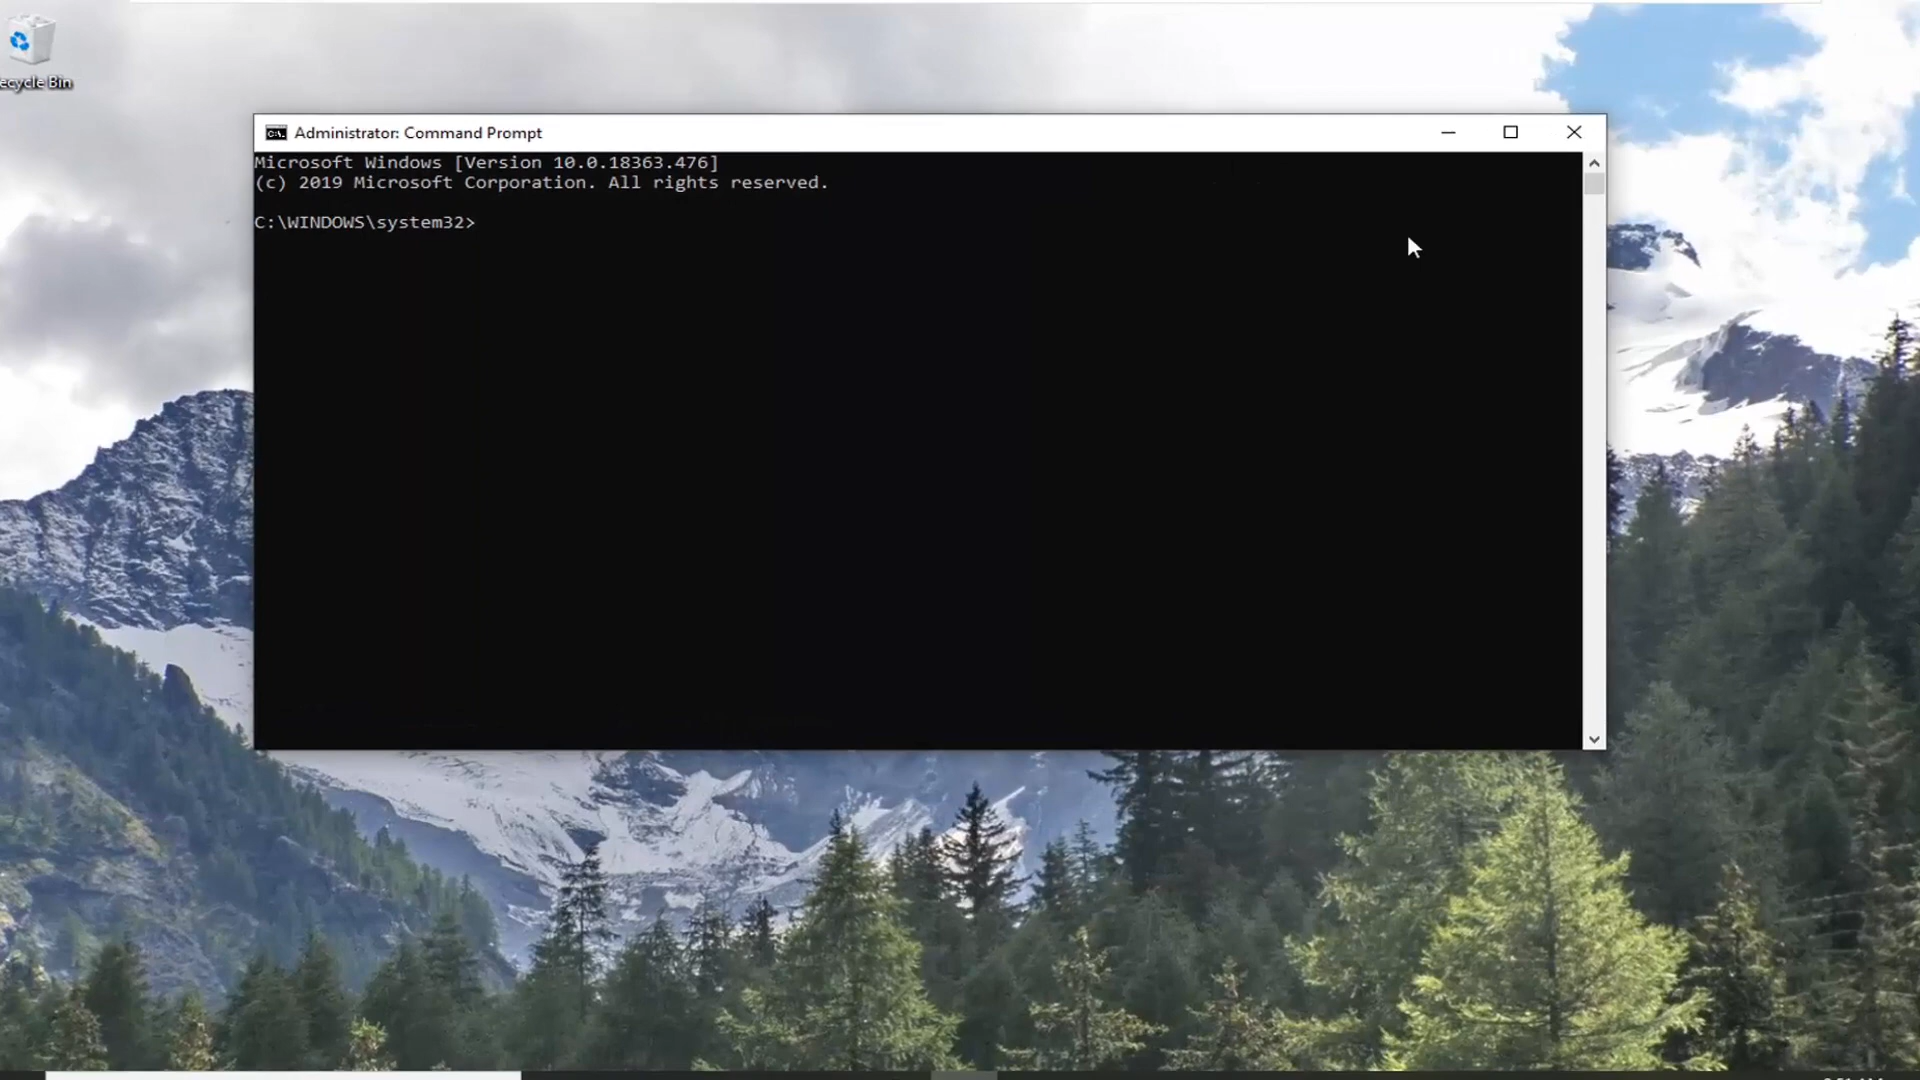 ecycle Bin
Administrator: Command Prompt
Microsoft Windows [Version 10.0.18363.476]
(c) 2019 Microsoft Corporation. All rights reserved.
C:\WINDOWS\system32>